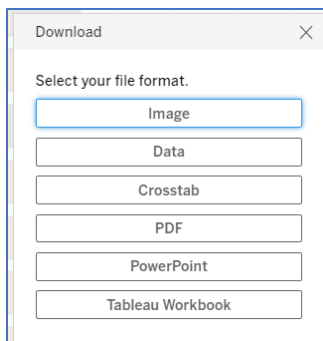 Download
Select your file format.
Image
Data
Crosstab
PDF
PowerPoint
Tableau Workbook